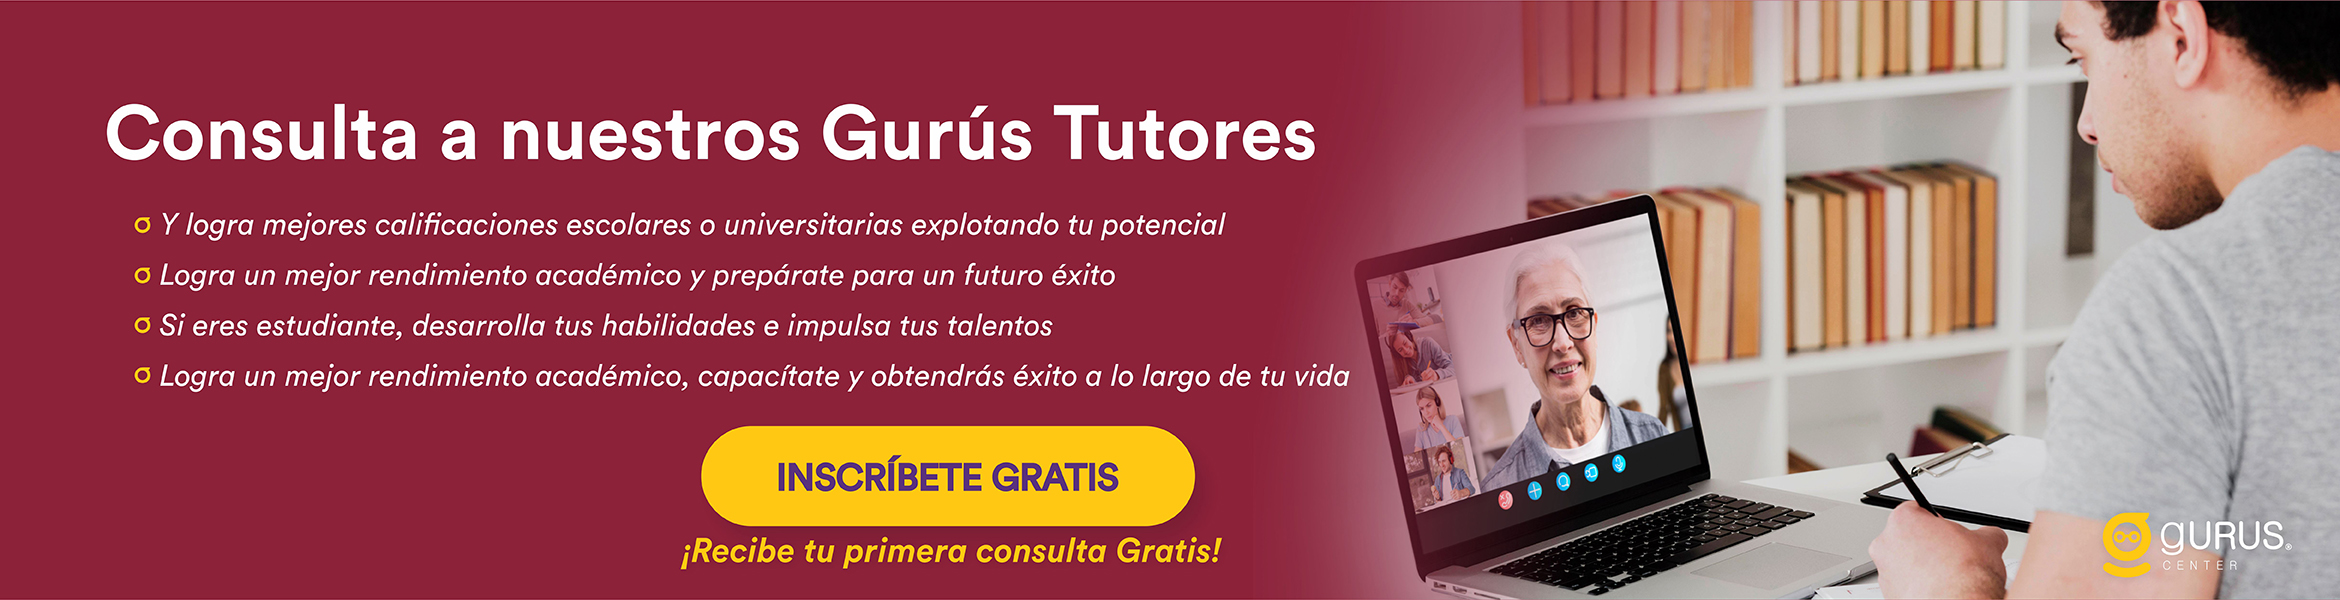 Consulta a nuestros Gurús Tutores
Y logra mejores calificaciones escolares o universitarias explotando tu potencial
Logra un mejor rendimiento académico y prepárate para un futuro éxito
Si eres estudiante, desarrolla tus habilidades e impulsa tus talentos
Logra un mejor rendimiento académico, capacítate y obtendrás éxito a lo largo de tu vida
INSCRÍBETE GRATIS
¡Recibe tu primera consulta Gratis!
gURUS®
CENTER